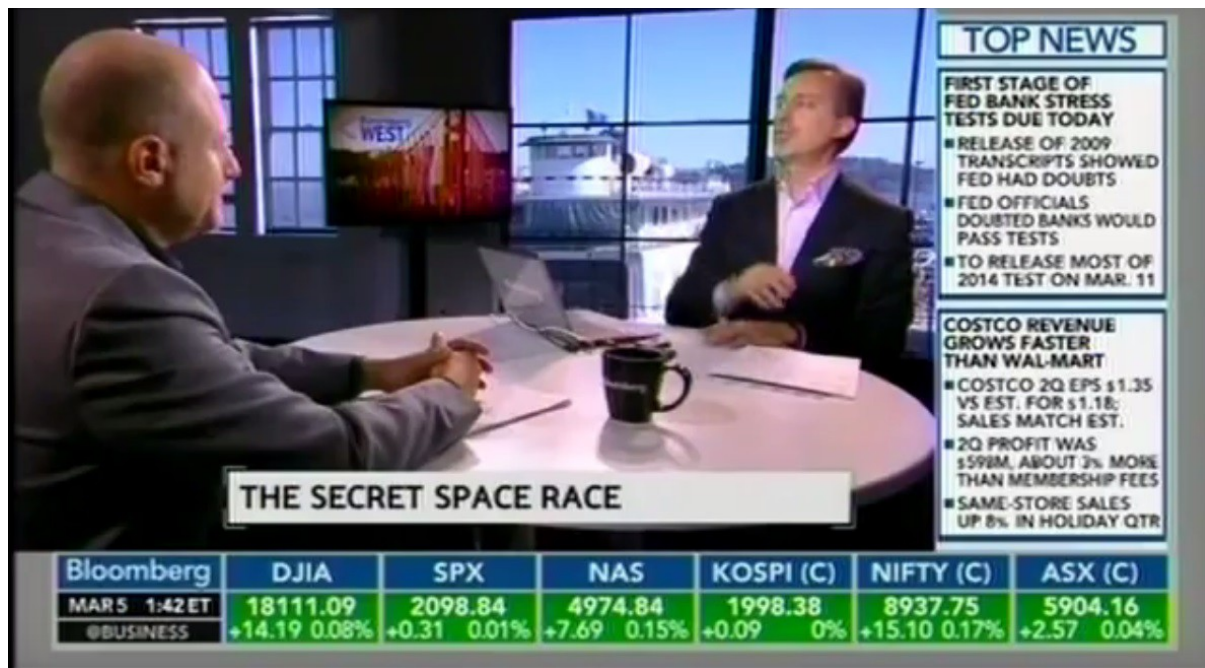 TOP NEWS
FIRST STAGE OF
FED BANK STRESS
TESTS DUE TODAY
RELEASE OF 2009
TRANSCRIPTS SHOWED
FED HAD DOUBTS
FED OFFICIALS
DOUBTED BANKS WOULD
PASS TESTS
TO RELEASE MOST OF
2014 TEST ON MAR. 11
COSTCO REVENUE
GROWS FASTER
THAN WAL-MART
COSTCO 2Q EPS $1.35
VS EST. FOR $1.18;
SALES MATCH EST.
2Q PROFIT WAS
$598M, ABOUT 3% MORE
THAN MEMBERSHIP FEES
SAME-STORE SALES
UP 8% IN HOLIDAY QTR
WEST
THE SECRET SPACE RACE
Bloomberg DJIA SPX NAS KOSPI (C) NIFTY (C) ASX (C)
MAR 5 1:42 ET 18111.09 2098.84 4974.84 1998.38 8937.75 5904.16
@BUSINESS +14.19 0.08% +0.31 0.01% +7.69 0.15% +0.09 0% +15.10 0.17% +2.57 0.04%